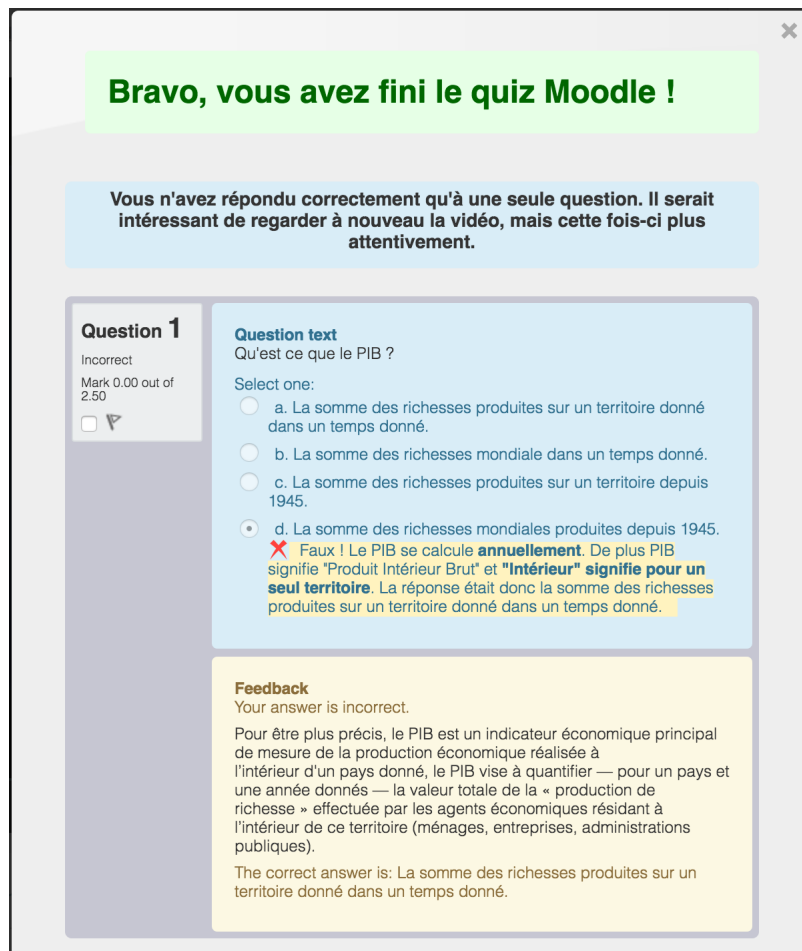 Bravo, vous avez fini le quiz Moodle !
Vous n'avez répondu correctement qu'à une seule question. Il serait
intéressant de regarder à nouveau la vidéo, mais cette fois-ci plus
attentivement.
Question 1
Incorrect
Mark 0.00 out of
2.50
Question text
Qu'est ce que le PIB ?
Select one:
a. La somme des richesses produites sur un territoire donné
dans un temps donné.
b. La somme des richesses mondiale dans un temps donné.
c. La somme des richesses produites sur un territoire depuis
1945.
d. La somme des richesses mondiales produites depuis 1945.
Faux ! Le PIB se calcule annuellement. De plus PIB
signifie "Produit Intérieur Brut" et "Intérieur" signifie pour un
seul territoire. La réponse était donc la somme des richesses
produites sur un territoire donné dans un temps donné.
Feedback
Your answer is incorrect.
Pour être plus précis, le PIB est un indicateur économique principal
de mesure de la production économique réalisée à
l'intérieur d'un pays donné, le PIB vise à quantifier — pour un pays et
une année donnés — la valeur totale de la « production de
richesse » effectuée par les agents économiques résidant à
l'intérieur de ce territoire (ménages, entreprises, administrations
publiques).
The correct answer is: La somme des richesses produites sur un
territoire donné dans un temps donné.